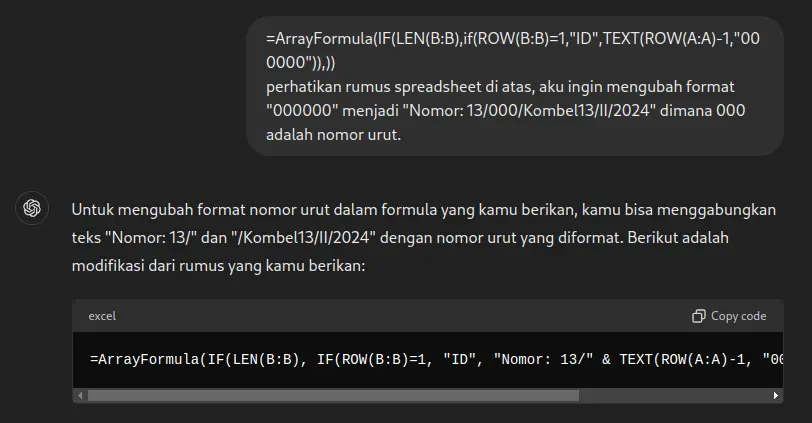 =ArrayFormula(IF(LEN(B:B),if(ROW(B:B)=1,"ID",TEXT(ROW(A:A)-1,"00
0000")),))
perhatikan rumus spreadsheet di atas, aku ingin mengubah format
"000000" menjadi "Nomor: 13/000/Kombel13/II/2024" dimana 000
adalah nomor urut.
Untuk mengubah format nomor urut dalam formula yang kamu berikan, kamu bisa menggabungkan
teks "Nomor: 13/" dan "/Kombel13/II/2024" dengan nomor urut yang diformat. Berikut adalah
modifikasi dari rumus yang kamu berikan:
excel
Copy code
=ArrayFormula(IF(LEN(B:B), IF(ROW(B:B)=1, "ID", "Nomor: 13/" & TEXT(ROW(A:A)-1, "00